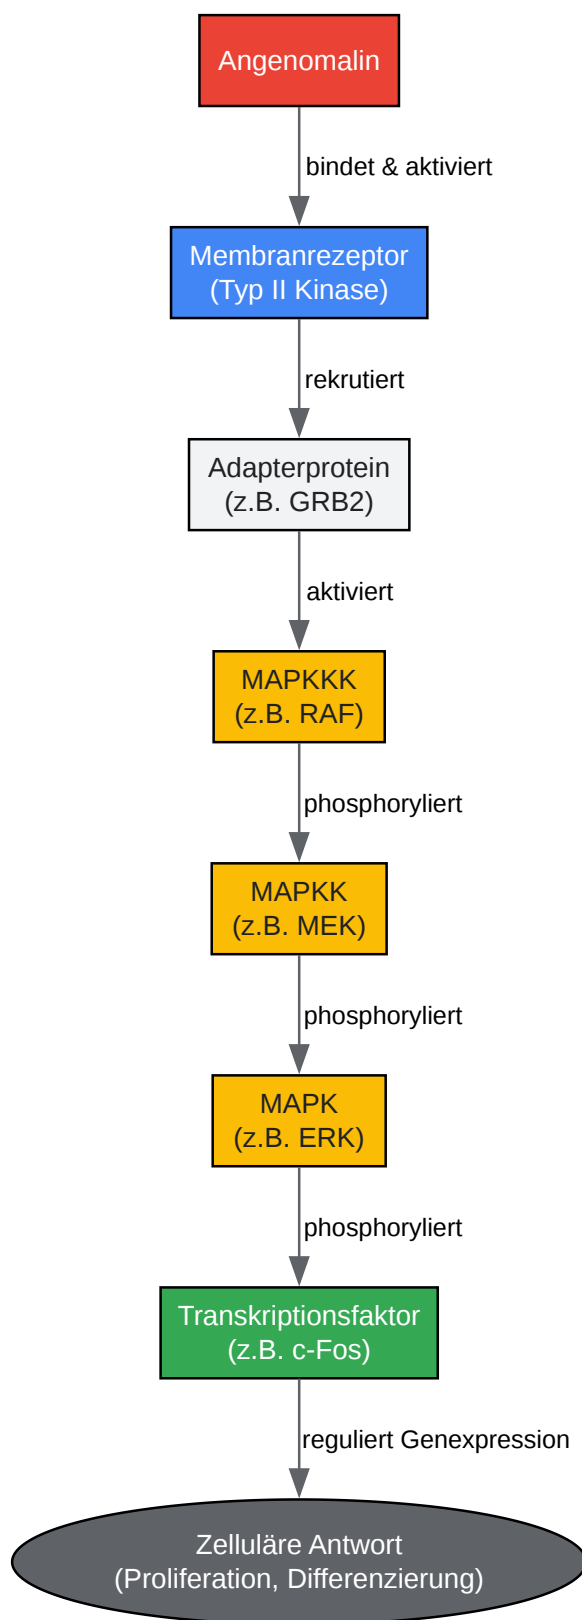 Angenomalin
bindet & aktiviert
Membranrezeptor
(Typ II Kinase)
rekrutiert
Adapterprotein
(z.B. GRB2)
aktiviert
MAPKKK
(z.B. RAF)
phosphoryliert
MAPKK
(z.B. MEK)
phosphoryliert
MAPK
(z.B. ERK)
phosphoryliert
Transkriptionsfaktor
(z.B. c-Fos)
reguliert Genexpression
Zelluläre Antwort
(Proliferation, Differenzierung)